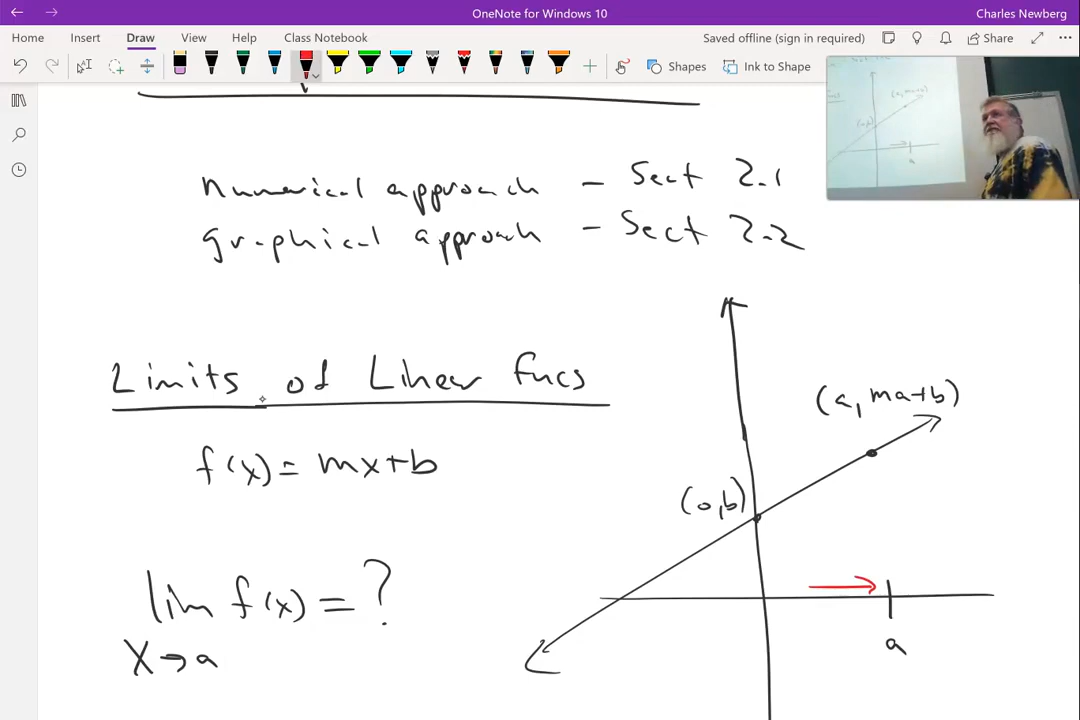 OneNote for Windows 10
Charles Newberg
Home Insert Draw View Help Class Notebook
Saved offline (sign in required)
Share
Shapes
Ink to Shape
numerical approach – Sect 2.1
graphical approach – Sect 2.2
Limits of Linear Fncs
f(x) = mx+b
(a, ma+b)
(0,b)
lim f(x) = ?
x→a
a
(a, ma+b)
(0,b)
a